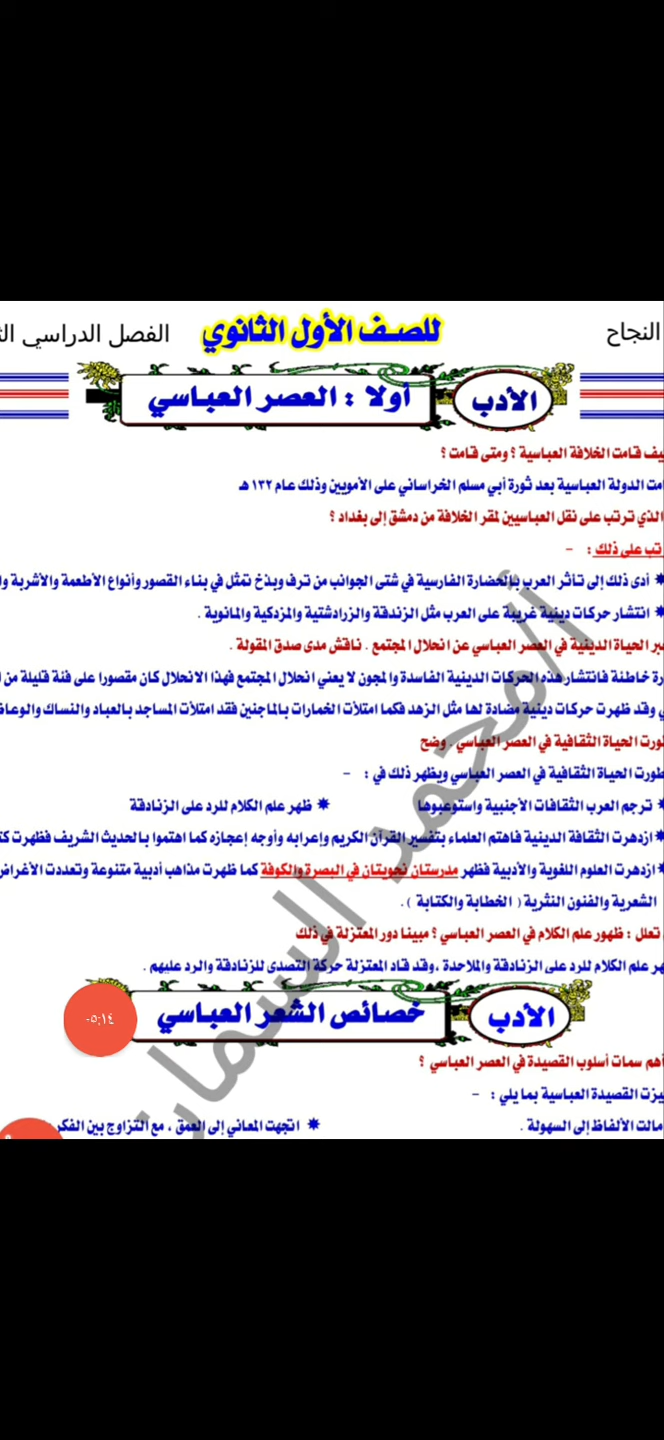 النجاح
للصف الأول الثانوي
الفصل الدراسي
الأدب
أولا : العصر العباسي
قامت الخلافة العباسية ؟ ومتى قامت ؟
الدولة العباسية بعد ثورة أبي مسلم الخراساني على الأمويين وذلك عام ١٣٢ هـ
الذي ترتب على نقل العباسيين لمقر الخلافة من دمشق إلى بغداد ؟
على ذلك : -
* أدى ذلك إلى تأثر العرب بالحضارة الفارسية في شتى الجوانب من ترف وبذخ تمثل في بناء القصور وأنواع الأطعمة والأشربة
* انتشار حركات دينية غريبة على العرب مثل الزندقة والزرادشتية والمزدكية والمانوية .
الحياة الدينية في العصر العباسي عن انحلال المجتمع . ناقش مدى صدق المقولة .
خاطئة فانتشار هذه الحركات الدينية الفاسدة والمجون لا يعني انحلال المجتمع فهذا الانحلال كان مقصورا على فئة قليلة من
وقد ظهرت حركات دينية مضادة لها مثل الزهد فكما امتلأت الخمارات بالماجنين فقد امتلأت المساجد بالعباد والنساك
الحياة الثقافية في العصر العباسي . وضح
الحياة الثقافية في العصر العباسي ويظهر ذلك في : -
* ترجم العرب الثقافات الأجنبية واستوعبوها
* ظهر علم الكلام للرد على الزنادقة
* ازدهرت الثقافة الدينية فاهتم العلماء بتفسير القرآن الكريم وإعرابه وأوجه إعجازه كما اهتموا بالحديث الشريف فظهرت
* ازدهرت العلوم اللغوية والأدبية فظهر مدرستان نحويتان في البصرة والكوفة كما ظهرت مذاهب أدبية متنوعة وتعددت الأغراض
الشعرية والفنون النثرية ( الخطابة والكتابة ) .
تعلل : ظهور علم الكلام في العصر العباسي ؟ مبينا دور المعتزلة في ذلك
علم الكلام للرد على الزنادقة والملاحدة ، وقد قاد المعتزلة حركة التصدي للزنادقة والرد عليهم .
الأدب
خصائص الشعر العباسي
٠٥:١٤
أهم سمات أسلوب القصيدة في العصر العباسي ؟
القصيدة العباسية بما يلي : -
مالت الألفاظ إلى السهولة .
* اتجهت المعاني إلى العمق ، مع التزاوج بين الفكر
أ/ محمد السمان